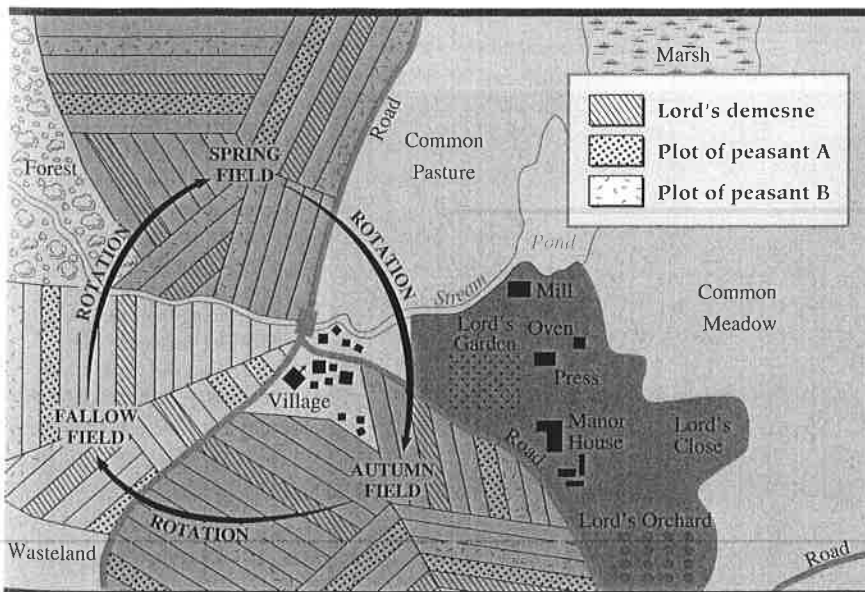 Marsh
Lord's demesne
Plot of peasant A
Plot of peasant B
Road
Common
Pasture
Forest
SPRING
FIELD
ROTATION
ROTATION
Pond
Stream
Mill
Lord's
Garden
Oven
Press
Common
Meadow
Village
FALLOW
FIELD
Manor
House
Lord's
Close
Road
AUTUMN
FIELD
ROTATION
Lord's Orchard
Wasteland
Road